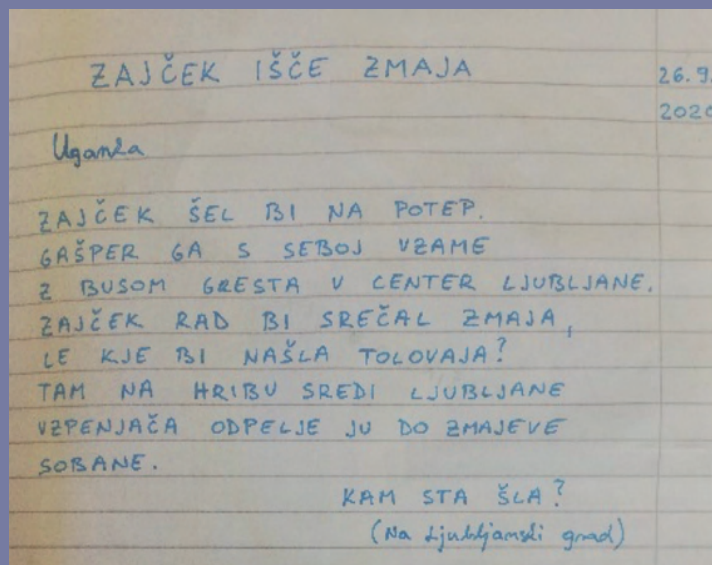 ZAJČEK IŠČE ZMAJA
26.9.
2020
Uganka
ZAJČEK ŠEL BI NA POTEP.
GAŠPER GA S SEBOJ VZAME
Z BUSOM GRESTA V CENTER LJUBLJANE.
ZAJČEK RAD BI SREČAL ZMAJA,
LE KJE BI NAŠLA TOLOVAJA?
TAM NA HRIBU SREDI LJUBLJANE
VZPENJAČA ODPELJE JU DO ZMAJEVE
SOBANE.
KAM STA ŠLA?
(Na Ljubljanski grad)